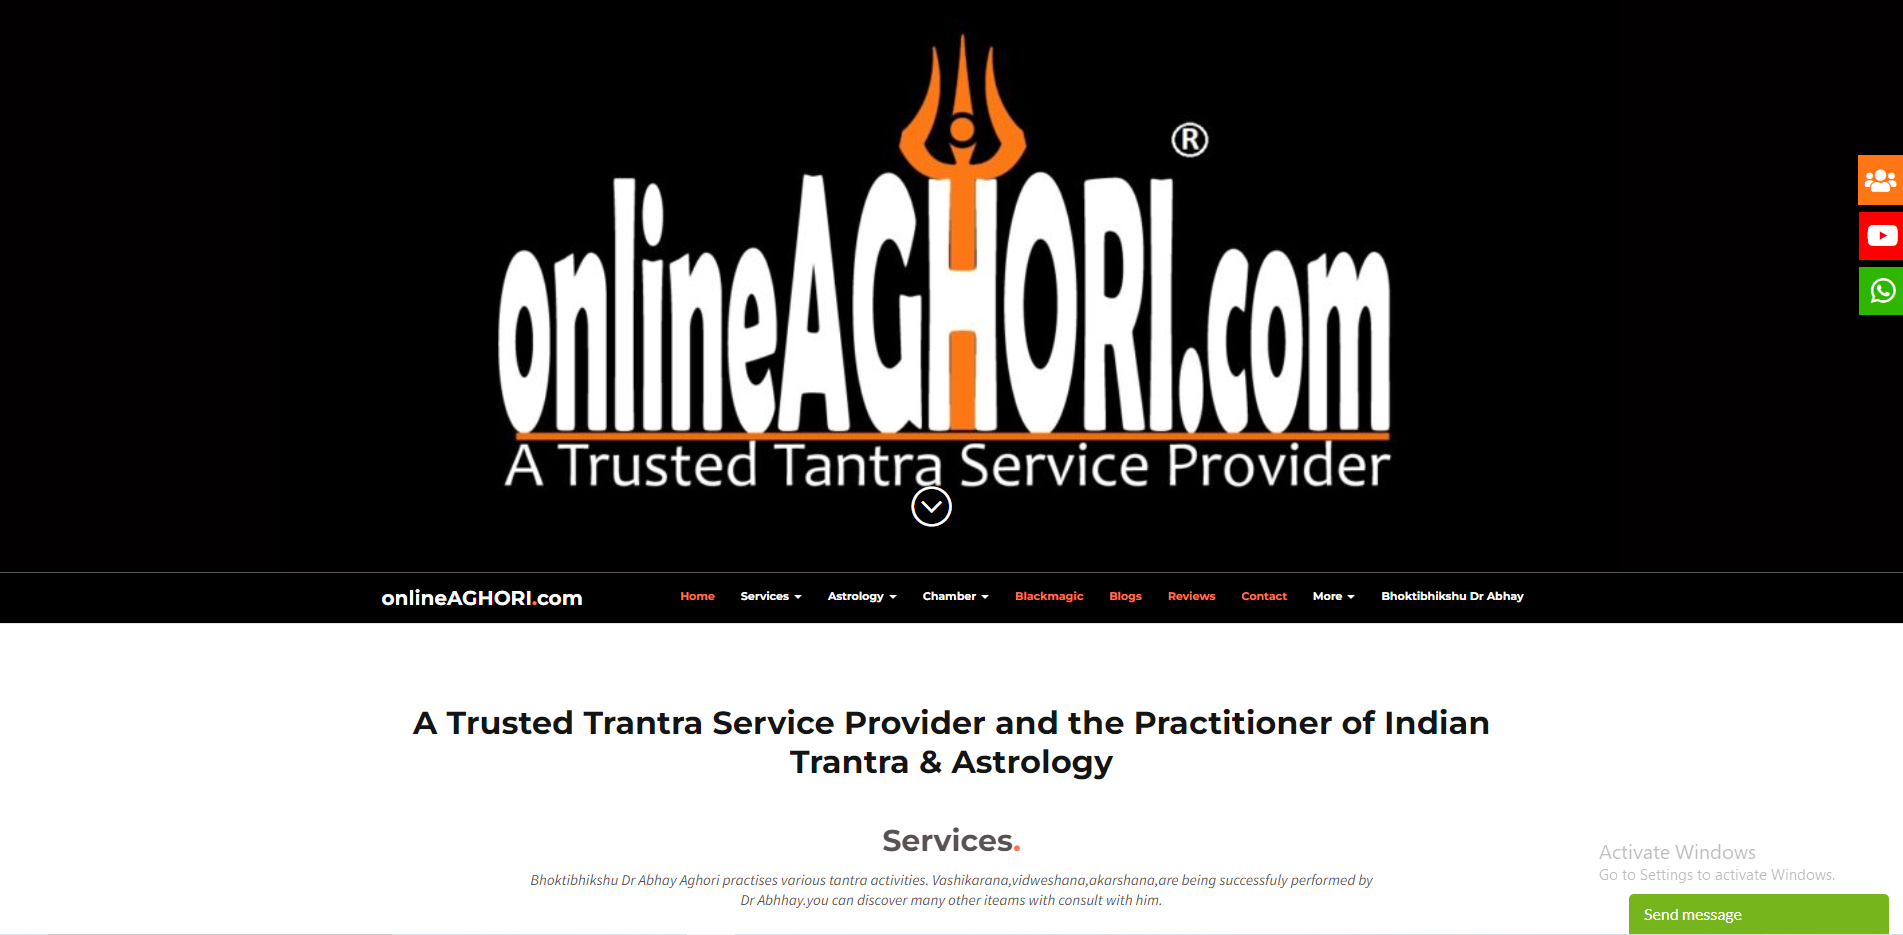 onlineAGHORI.com
®
A Trusted Tantra Service Provider
onlineAGHORI.com Home Services Astrology Chamber Blackmagic Blogs Reviews Contact More Bhoktibhikshu Dr Abhay
A Trusted Trantra Service Provider and the Practitioner of Indian
Trantra & Astrology
Services.
Bhoktibhikshu Dr Abhay Aghori practises various tantra activities. Vashikarana,vidweshana,akarshana,are being successfuly performed by
Dr Abhhay.you can discover many other iteams with consult with him.
Activate Windows
Go to Settings to activate Windows.
Send message